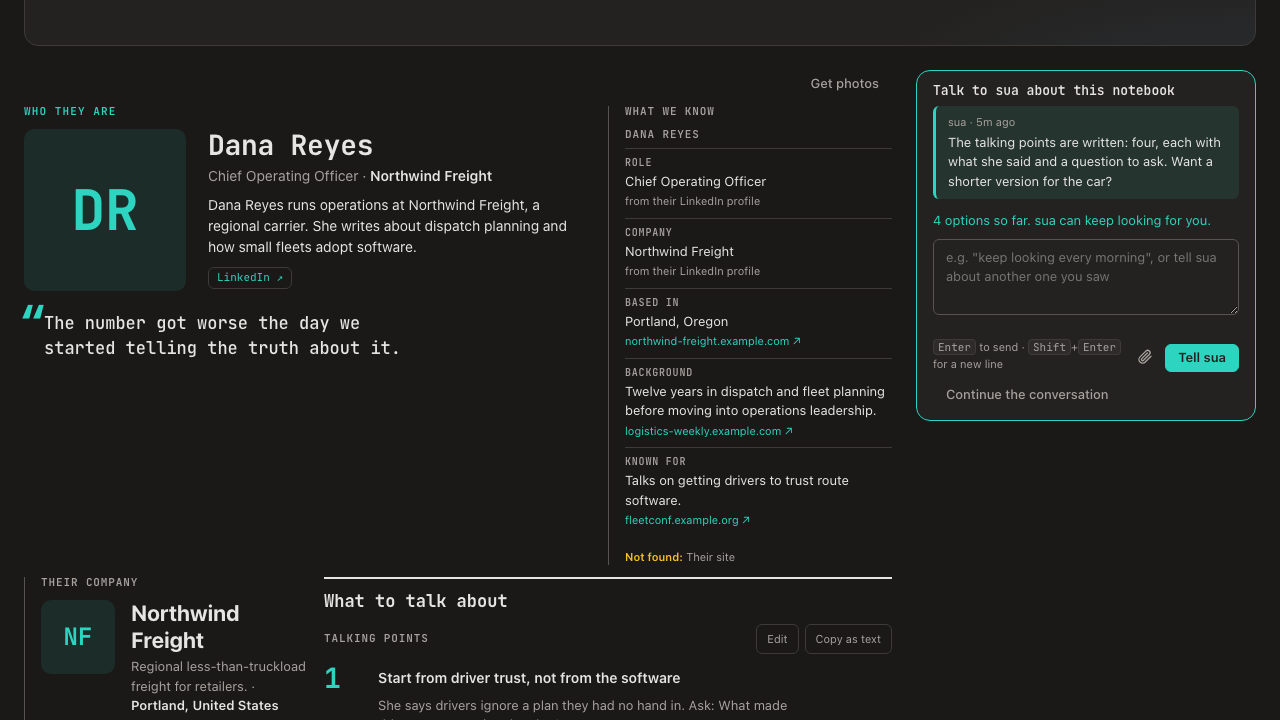 Get photos
WHO THEY ARE
DR
Dana Reyes
Chief Operating Officer · Northwind Freight
Dana Reyes runs operations at Northwind Freight, a
regional carrier. She writes about dispatch planning and
how small fleets adopt software.
LinkedIn ↗
“
The number got worse the day we
started telling the truth about it.
WHAT WE KNOW
DANA REYES
ROLE
Chief Operating Officer
from their LinkedIn profile
COMPANY
Northwind Freight
from their LinkedIn profile
BASED IN
Portland, Oregon
northwind-freight.example.com ↗
BACKGROUND
Twelve years in dispatch and fleet planning
before moving into operations leadership.
logistics-weekly.example.com ↗
KNOWN FOR
Talks on getting drivers to trust route
software.
fleetconf.example.org ↗
Not found: Their site
Talk to sua about this notebook
sua · 5m ago
The talking points are written: four, each with
what she said and a question to ask. Want a
shorter version for the car?
4 options so far. sua can keep looking for you.
e.g. "keep looking every morning", or tell sua
about another one you saw
Enter to send · Shift+Enter
for a new line
Tell sua
Continue the conversation
THEIR COMPANY
NF
Northwind
Freight
Regional less-than-truckload
freight for retailers. ·
Portland, United States
What to talk about
TALKING POINTS
Edit
Copy as text
1
Start from driver trust, not from the software
She says drivers ignore a plan they had no hand in. Ask: What made